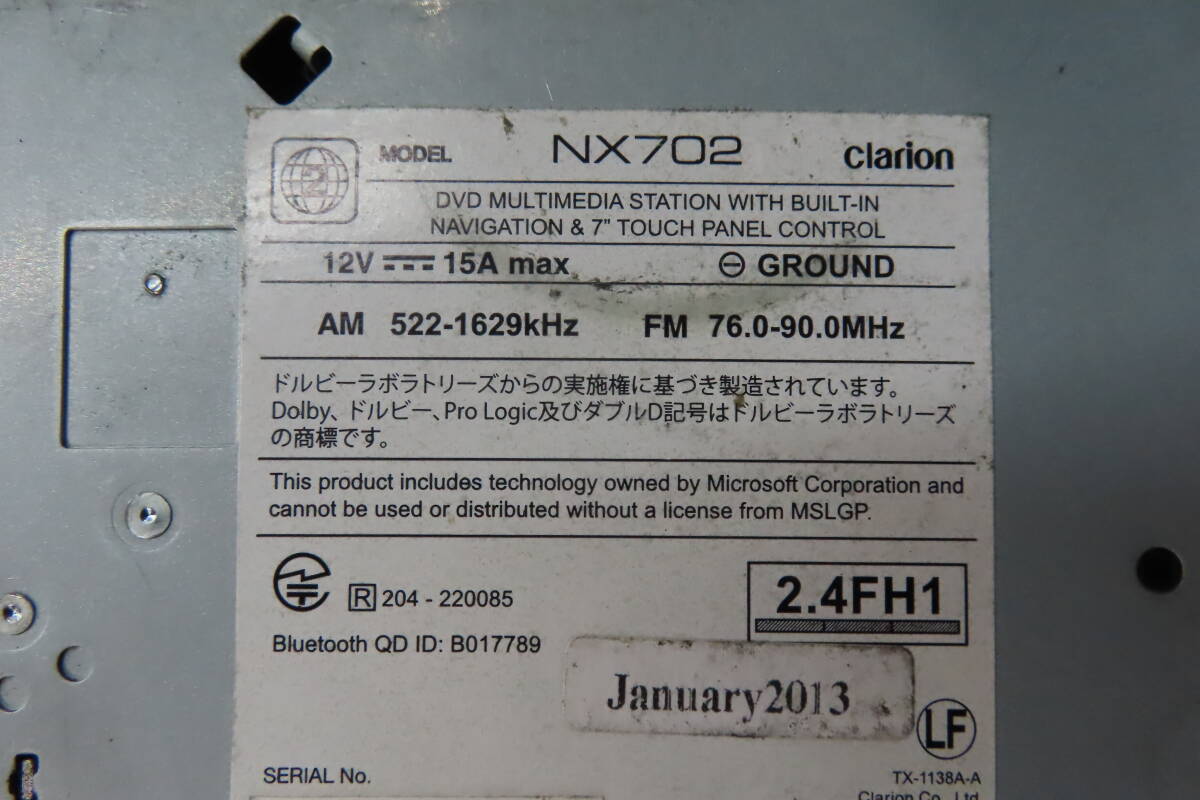 2 MODEL NX702 clarion
DVD MULTIMEDIA STATION WITH BUILT-IN
NAVIGATION & 7" TOUCH PANEL CONTROL
12V 15A max ⊖ GROUND
AM 522-1629kHz FM 76.0-90.0MHz
ドルビーラボラトリーズからの実施権に基づき製造されています。
Dolby、ドルビー、Pro Logic及びダブルD記号はドルビーラボラトリーズ
の商標です。
This product includes technology owned by Microsoft Corporation and
cannot be used or distributed without a license from MSLGP.
R 204 - 220085
2.4FH1
Bluetooth QD ID: B017789
January2013
LF
SERIAL No.
TX-1138A-A
Clarion Co., Ltd.